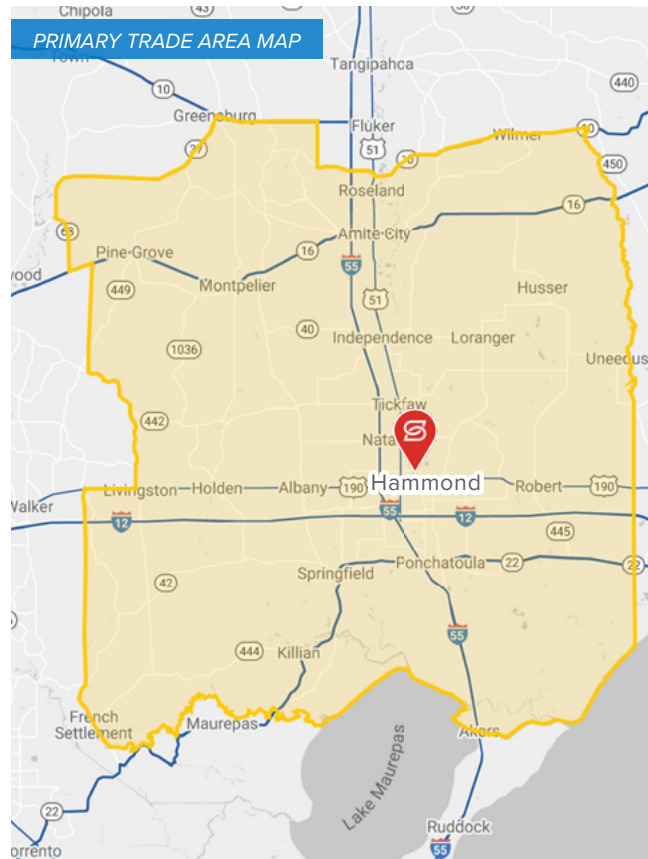 Chipola
43
PRIMARY TRADE AREA MAP
Town
Tangipahca
10
440
Greensburg
Fluker
51
37
10
Wilmer
10
450
Roseland
16
63
Amite City
Pine Grove
16
55
449
Montpelier
51
Husser
40
Independence
Loranger
1036
Uneedus
Tickfaw
442
Hammond
Livingston
Holden
Albany
190
Robert
190
Walker
55
12
12
445
Ponchatoula
22
22
Springfield
42
55
444
Killian
French
Settlement
Maurepas
Akers
Lake Maurepas
22
Ruddock
55